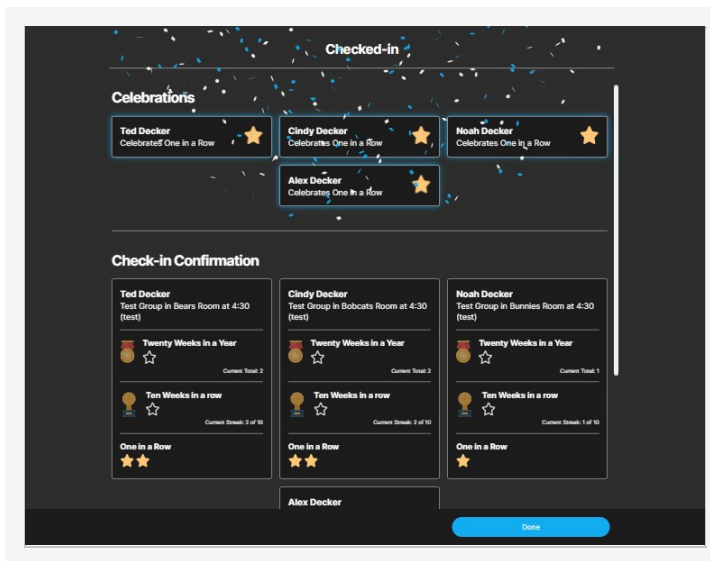 Checked-in
Celebrations
Ted Decker
Celebrates One in a Row
Cindy Decker
Celebrates One in a Row
Noah Decker
Celebrates One in a Row
Alex Decker
Celebrates One in a Row
Check-in Confirmation
Ted Decker
Test Group in Bears Room at 4:30
(test)
Twenty Weeks in a Year
Current Total: 2
Ten Weeks in a row
Current Streak: 2 of 10
One in a Row
Cindy Decker
Test Group in Bobcats Room at 4:30
(test)
Twenty Weeks in a Year
Current Total: 2
Ten Weeks in a row
Current Streak: 2 of 10
One in a Row
Noah Decker
Test Group in Bunnies Room at 4:30
(test)
Twenty Weeks in a Year
Current Total: 1
Ten Weeks in a row
Current Streak: 1 of 10
One in a Row
Alex Decker
Done